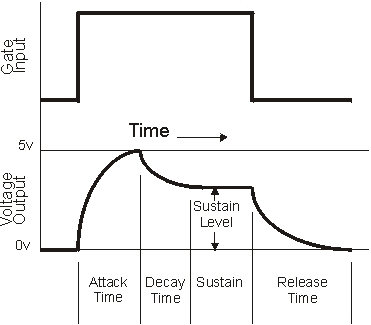 Gate
Input
Time
5v
Voltage
Output
Sustain
Level
0v
Attack
Time
Decay
Time
Sustain
Release
Time